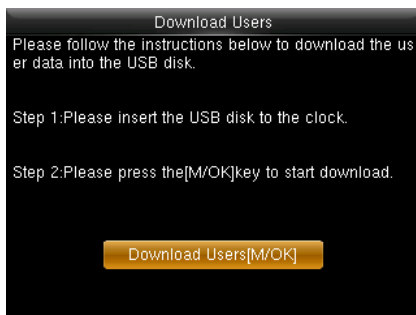 Download Users
Please follow the instructions below to download the us
er data into the USB disk.
Step 1:Please insert the USB disk to the clock.
Step 2:Please press the[M/OK]key to start download.
Download Users[M/OK]